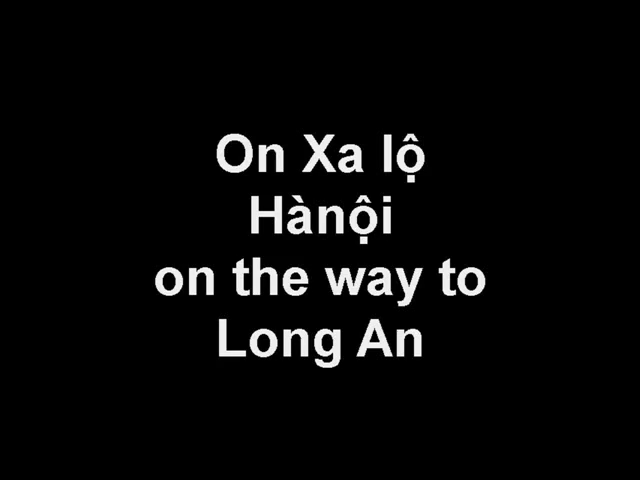 On Xa lộ
Hànội
on the way to
Long An